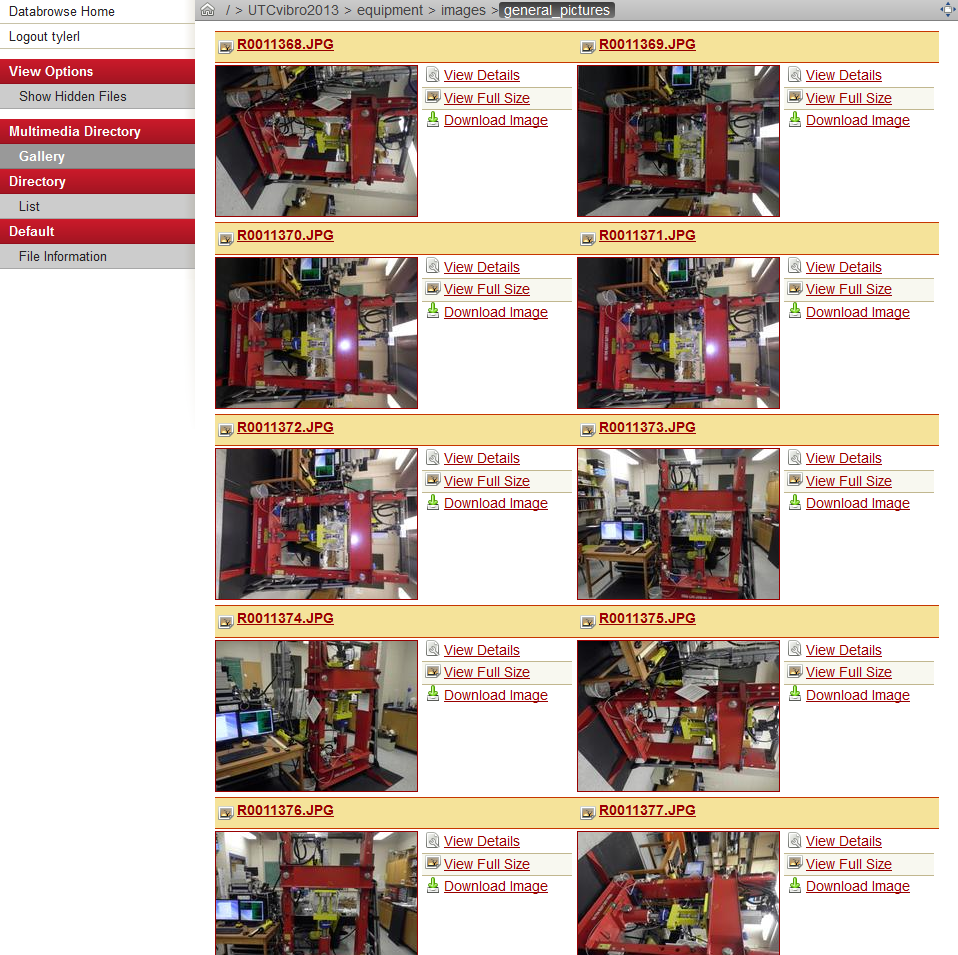 Databrowse Home
Logout tylerl
View Options
Show Hidden Files
Multimedia Directory
Gallery
Directory
List
Default
File Information
/ > UTCvibro2013 > equipment > images > general_pictures
R0011368.JPG
View Details
View Full Size
Download Image
R0011369.JPG
View Details
View Full Size
Download Image
R0011370.JPG
View Details
View Full Size
Download Image
R0011371.JPG
View Details
View Full Size
Download Image
R0011372.JPG
View Details
View Full Size
Download Image
R0011373.JPG
View Details
View Full Size
Download Image
R0011374.JPG
View Details
View Full Size
Download Image
R0011375.JPG
View Details
View Full Size
Download Image
R0011376.JPG
View Details
View Full Size
Download Image
R0011377.JPG
View Details
View Full Size
Download Image